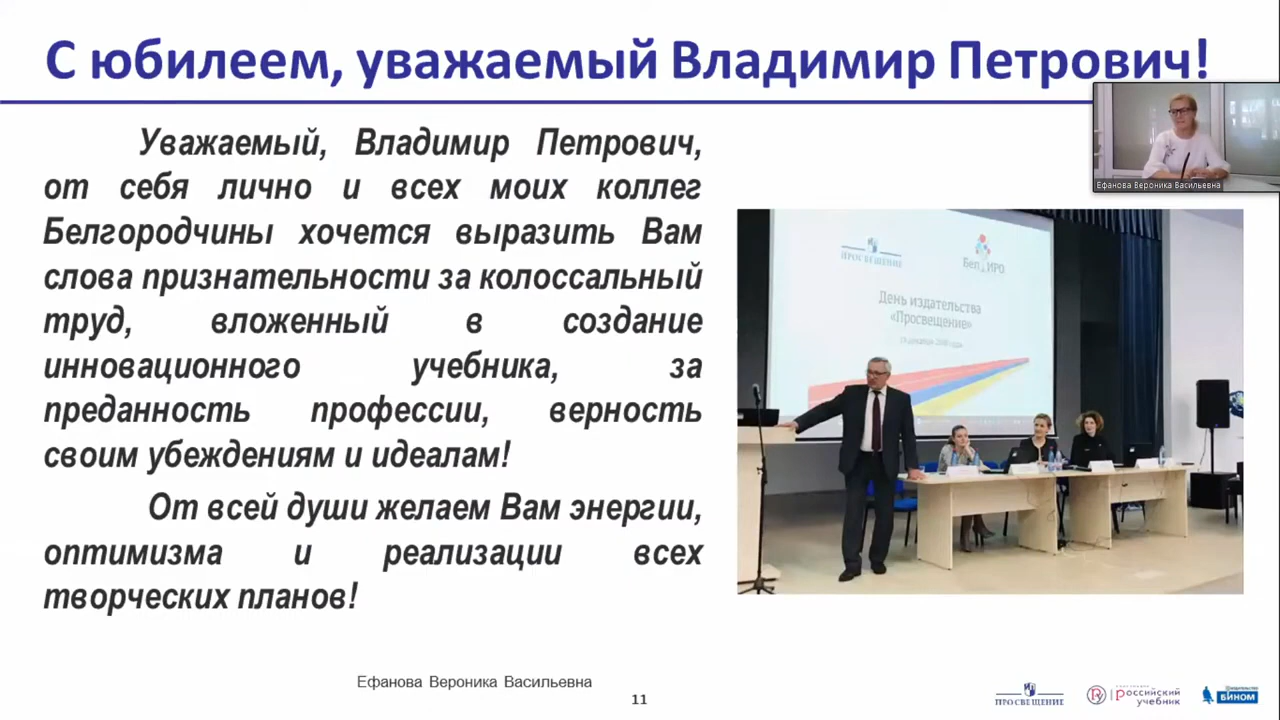 С юбилеем, уважаемый Владимир Петрович!
Уважаемый, Владимир Петрович,
от себя лично и всех моих коллег
Белгородчины хочется выразить Вам
слова признательности за колоссальный
труд, вложенный в создание
инновационного учебника, за
преданность профессии, верность
своим убеждениям и идеалам!
От всей души желаем Вам энергии,
оптимизма и реализации всех
творческих планов!
Ефанова Вероника Васильевна
ПРОСВЕЩЕНИЕ
БелИРО
День издательства
«Просвещение»
Ефанова Вероника Васильевна
11
ПРОСВЕЩЕНИЕ
российский
учебник
БИНОМ